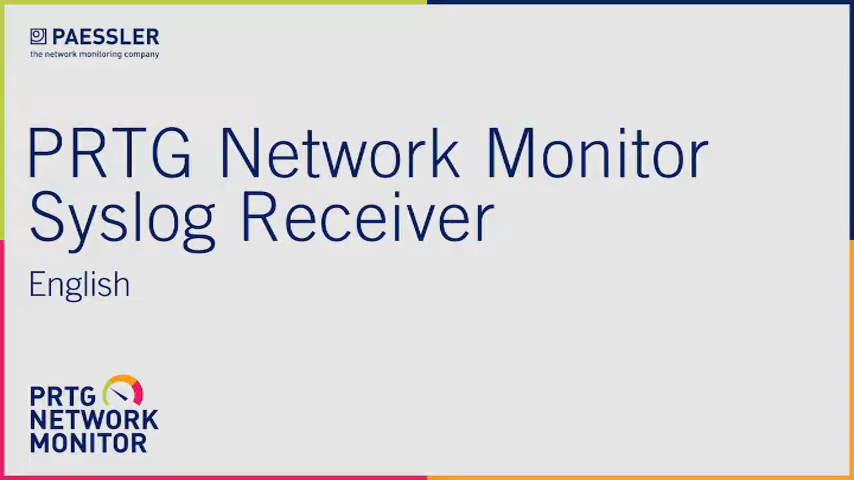 PAESSLER
the network monitoring company
PRTG Network Monitor
Syslog Receiver
English
PRTG
NETWORK
MONITOR